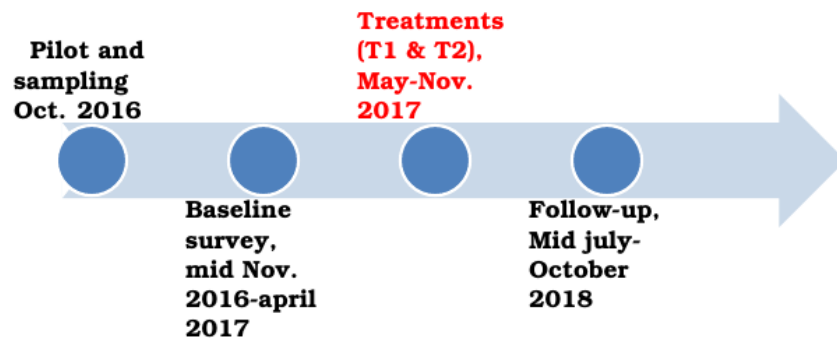 Pilot and
sampling
Oct. 2016
Baseline
survey,
mid Nov.
2016-april
2017
Treatments
(T1 & T2),
May-Nov.
2017
Follow-up,
Mid july-
October
2018